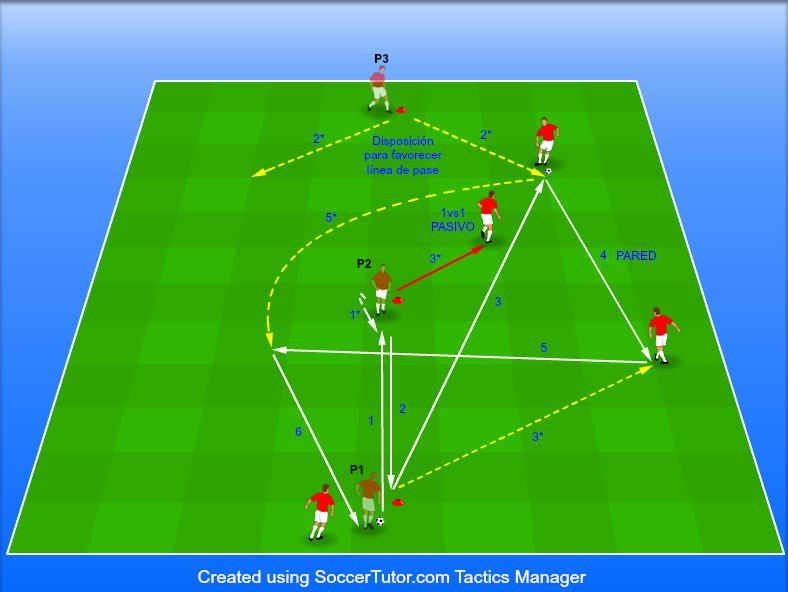 P3
2*
2*
Disposición
para favorecer
línea de pase
5*
1vs1
PASIVO
4 PARED
P2
3*
3
1*
5
1
2
6
3*
P1
Created using SoccerTutor.com Tactics Manager